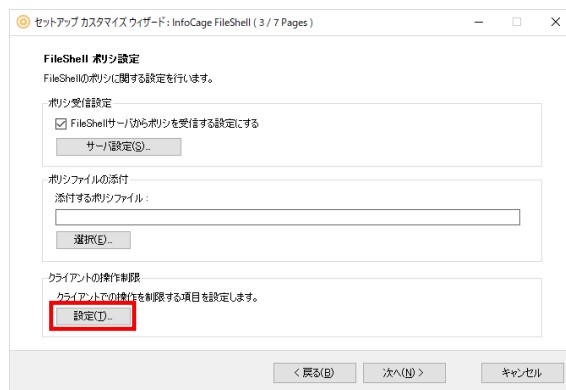 セットアップ カスタマイズ ウィザード : InfoCage FileShell ( 3 / 7 Pages )
FileShell ポリシ設定
FileShellのポリシに関する設定を行います。
ポリシ受信設定
FileShellサーバからポリシを受信する設定にする
サーバ設定(S)...
ポリシファイルの添付
添付するポリシファイル :
選択(E)...
クライアントの操作制限
クライアントでの操作を制限する項目を設定します。
設定(T)...
< 戻る(B)
次へ(N) >
キャンセル